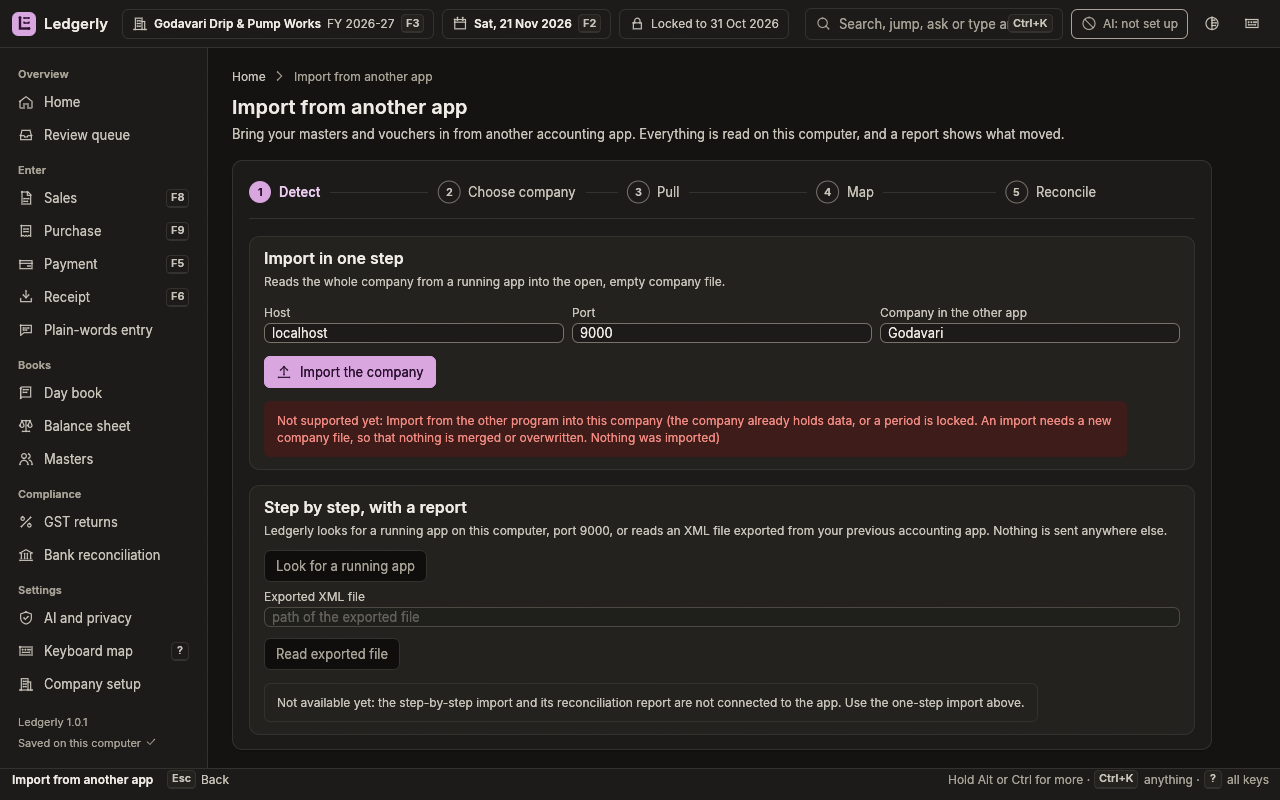 Ledgerly
Godavari Drip & Pump Works FY 2026-27 F3
Sat, 21 Nov 2026 F2
Locked to 31 Oct 2026
Search, jump, ask or type a Ctrl+K
AI: not set up
Overview
Home
Review queue
Enter
Sales F8
Purchase F9
Payment F5
Receipt F6
Plain-words entry
Books
Day book
Balance sheet
Masters
Compliance
GST returns
Bank reconciliation
Settings
AI and privacy
Keyboard map ?
Company setup
Ledgerly 1.0.1
Saved on this computer
Home Import from another app
Import from another app
Bring your masters and vouchers in from another accounting app. Everything is read on this computer, and a report shows what moved.
1 Detect 2 Choose company 3 Pull 4 Map 5 Reconcile
Import in one step
Reads the whole company from a running app into the open, empty company file.
Host Port Company in the other app
localhost 9000 Godavari
Import the company
Not supported yet: Import from the other program into this company (the company already holds data, or a period is locked. An import needs a new
company file, so that nothing is merged or overwritten. Nothing was imported)
Step by step, with a report
Ledgerly looks for a running app on this computer, port 9000, or reads an XML file exported from your previous accounting app. Nothing is sent anywhere else.
Look for a running app
Exported XML file
path of the exported file
Read exported file
Not available yet: the step-by-step import and its reconciliation report are not connected to the app. Use the one-step import above.
Import from another app Esc Back
Hold Alt or Ctrl for more · Ctrl+K anything · ? all keys